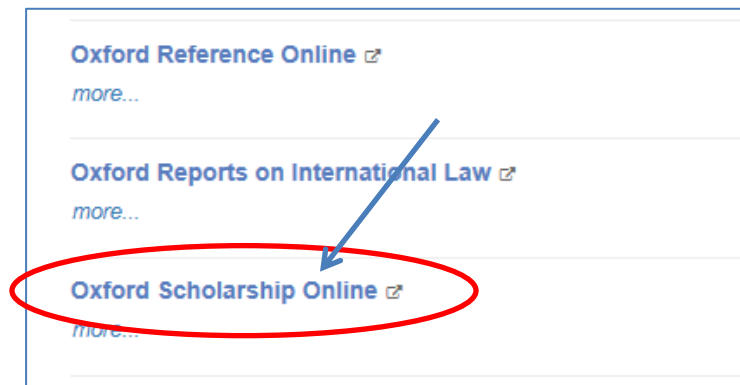 Oxford Reference Online
more...
Oxford Reports on International Law
more...
Oxford Scholarship Online
more...